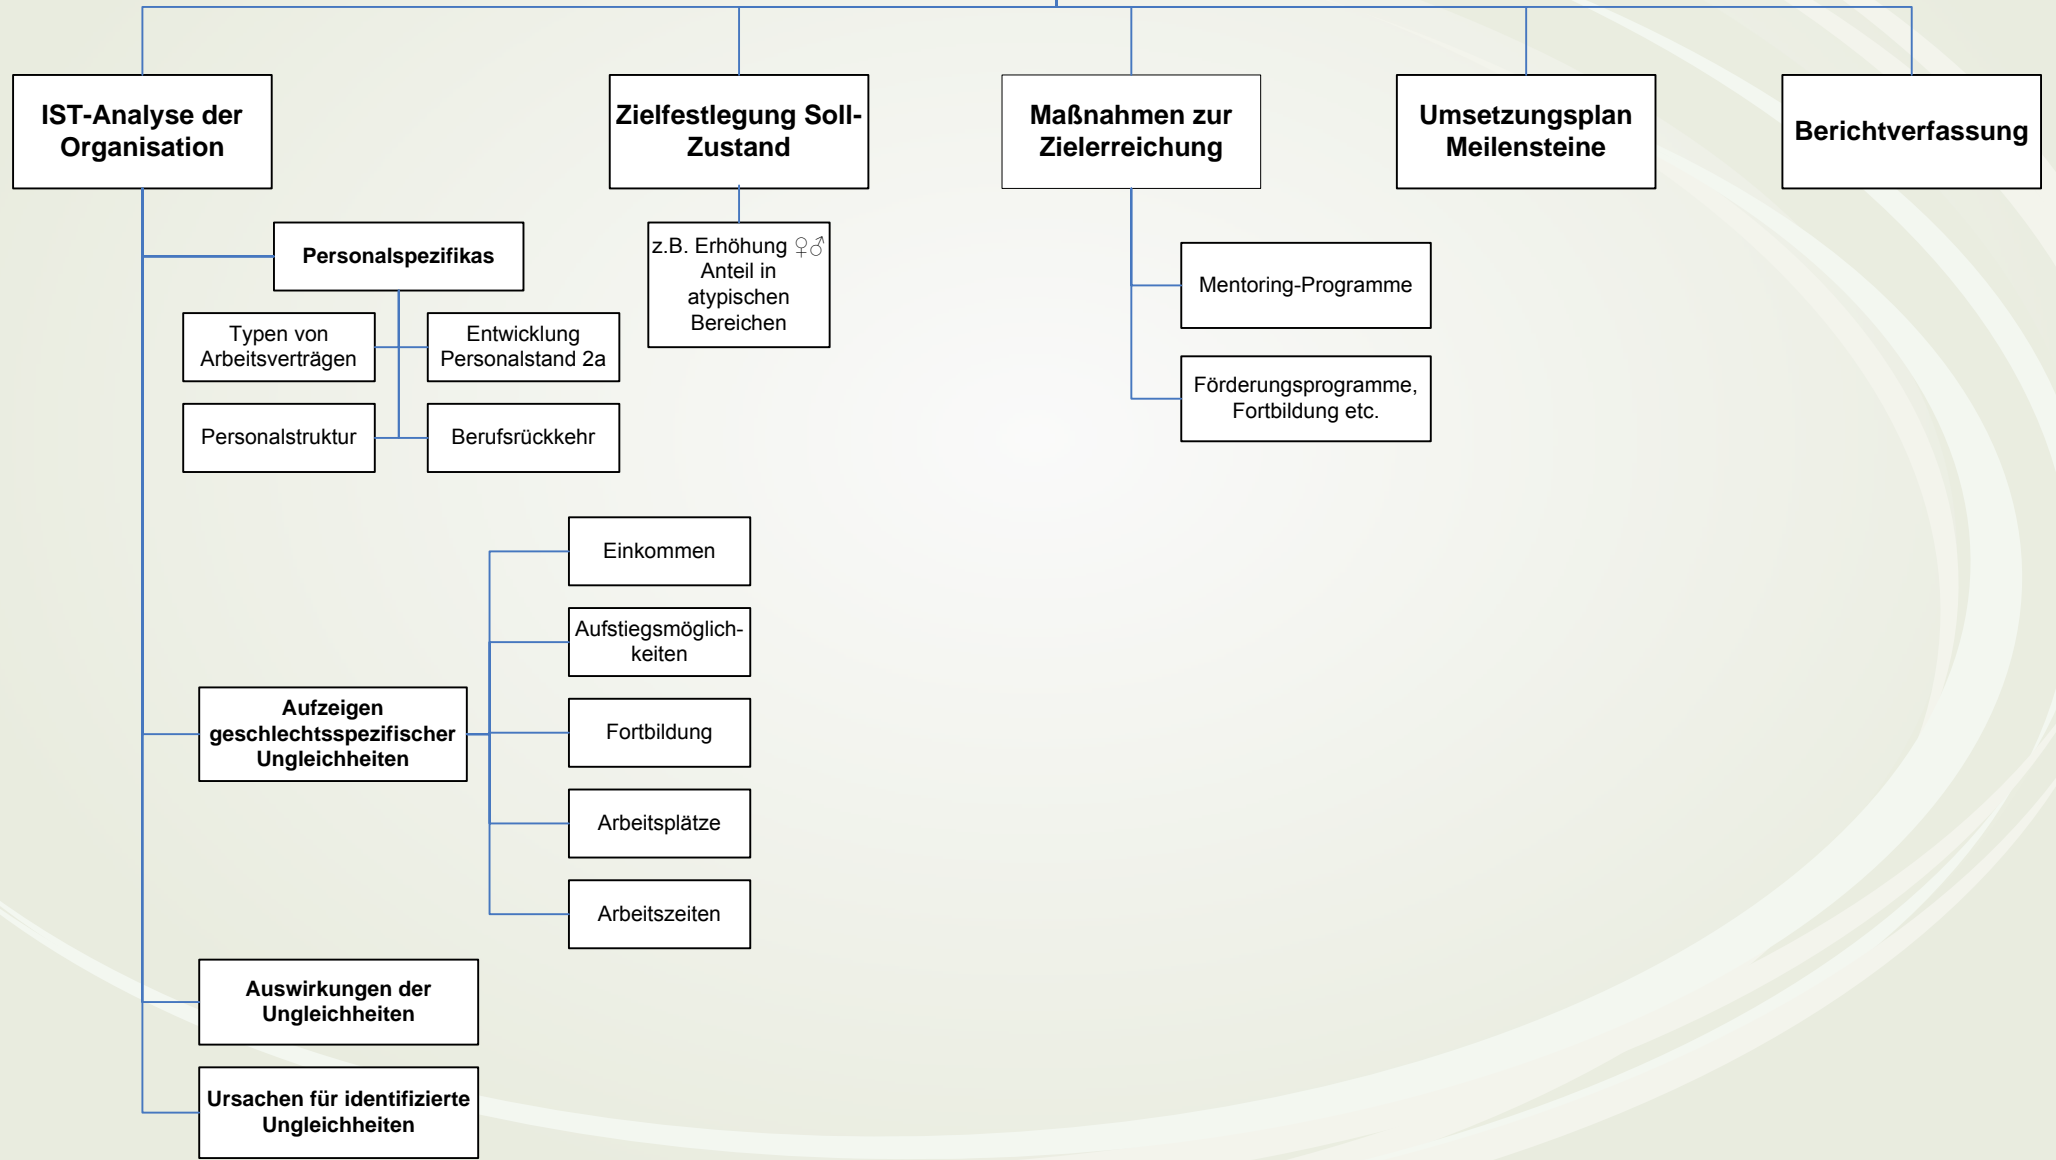 IST-Analyse der
Organisation
Zielfestlegung Soll-
Zustand
Maßnahmen zur
Zielerreichung
Umsetzungsplan
Meilensteine
Berichtverfassung
Personalspezifikas
Typen von
Arbeitsverträgen
Entwicklung
Personalstand 2a
Personalstruktur
Berufsrückkehr
z.B. Erhöhung ♀♂
Anteil in
atypischen
Bereichen
Mentoring-Programme
Förderungsprogramme,
Fortbildung etc.
Aufzeigen
geschlechtsspezifischer
Ungleichheiten
Einkommen
Aufstiegsmöglich-
keiten
Fortbildung
Arbeitsplätze
Arbeitszeiten
Auswirkungen der
Ungleichheiten
Ursachen für identifizierte
Ungleichheiten